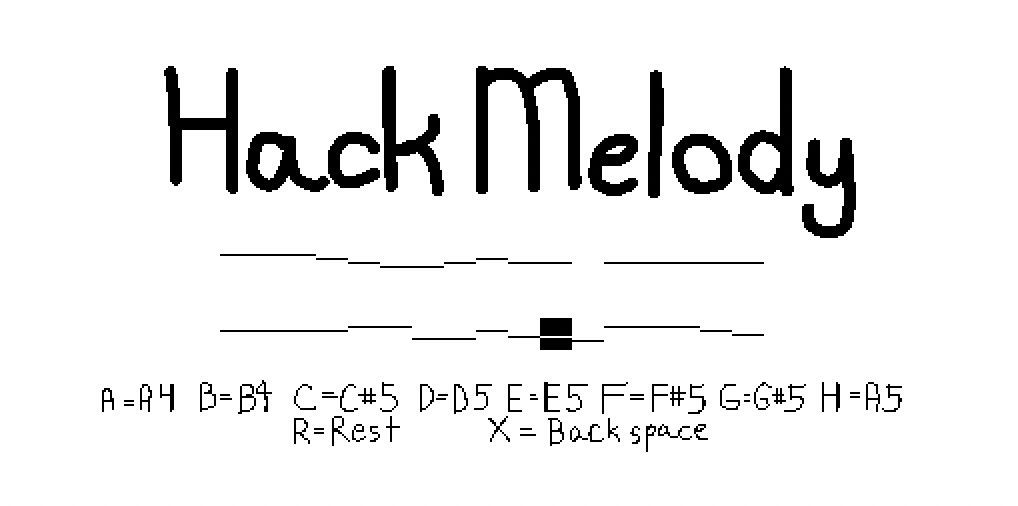 Hack Melody
A=A4 B=B4 C=C#5 D=D5 E=E5 F=F#5 G=G#5 H=A5
R=Rest X=Backspace